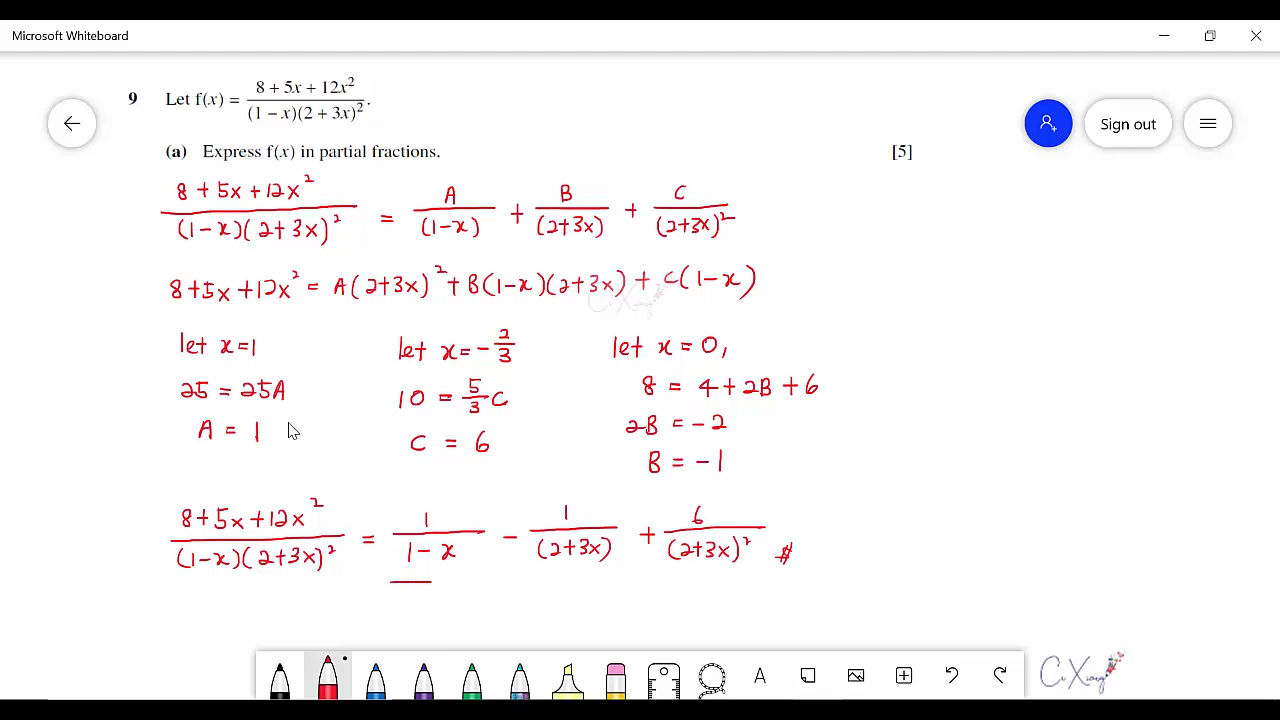 Microsoft Whiteboard
9 Let f(x) = (8 + 5x + 12x²)/((1 − x)(2 + 3x)²).
Sign out
(a) Express f(x) in partial fractions. [5]
(8 + 5x + 12x²)/((1−x)(2+3x)²) = A/(1−x) + B/(2+3x) + C/(2+3x)²
8+5x+12x² = A(2+3x)² + B(1−x)(2+3x) + C(1−x)
Ci Xiang
let x=1 let x=−2/3 let x=0,
25 = 25A 10 = 5/3 C 8 = 4+2B+6
A = 1 C = 6 2B = −2
B = −1
(8+5x+12x²)/((1−x)(2+3x)²) = 1/(1−x) − 1/(2+3x) + 6/(2+3x)² #
A
Ci Xiang